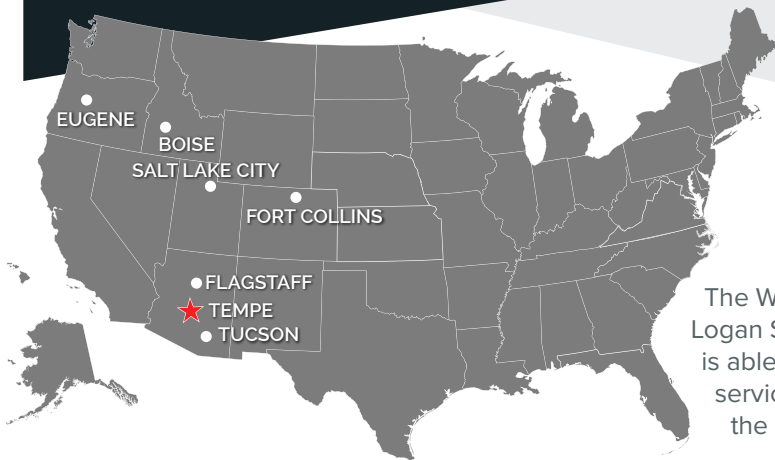 EUGENE
BOISE
SALT LAKE CITY
FORT COLLINS
FLAGSTAFF
TEMPE
TUCSON
The
Logan
is able
servic
the